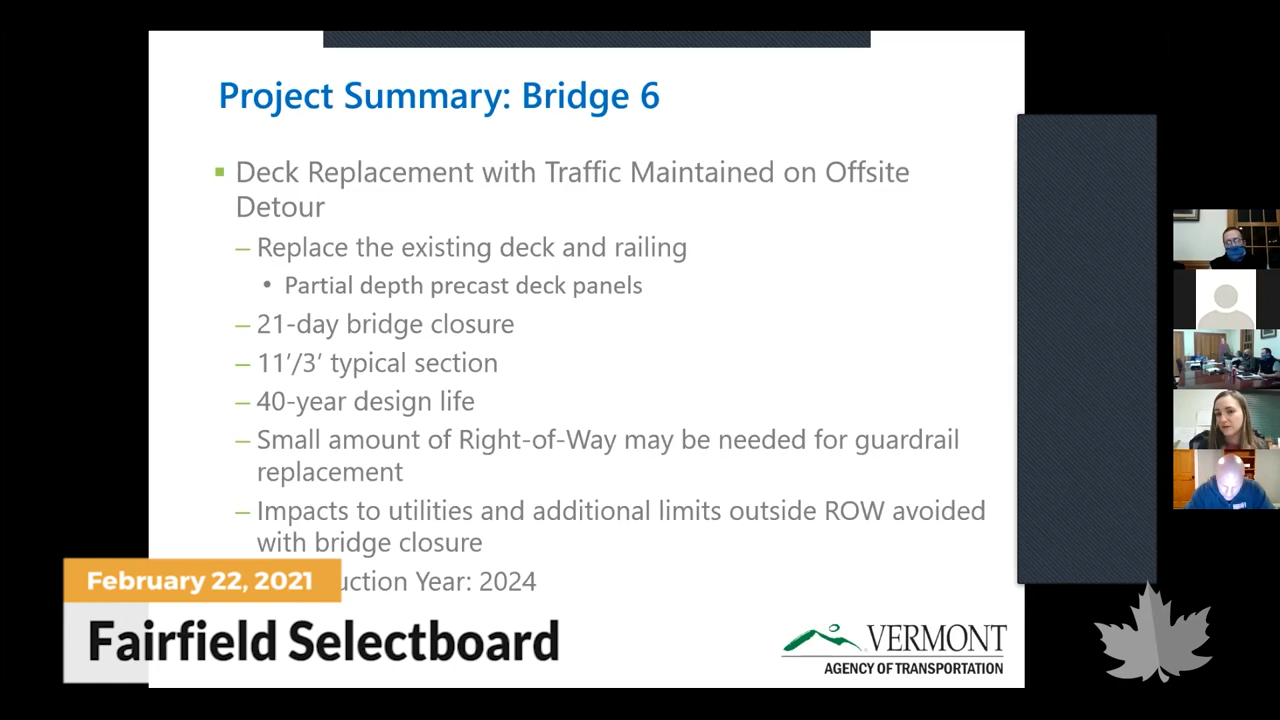 Project Summary: Bridge 6
Deck Replacement with Traffic Maintained on Offsite
Detour
– Replace the existing deck and railing
• Partial depth precast deck panels
– 21-day bridge closure
– 11’/3’ typical section
– 40-year design life
– Small amount of Right-of-Way may be needed for guardrail
replacement
– Impacts to utilities and additional limits outside ROW avoided
with bridge closure
uction Year: 2024
February 22, 2021
Fairfield Selectboard
VERMONT
AGENCY OF TRANSPORTATION